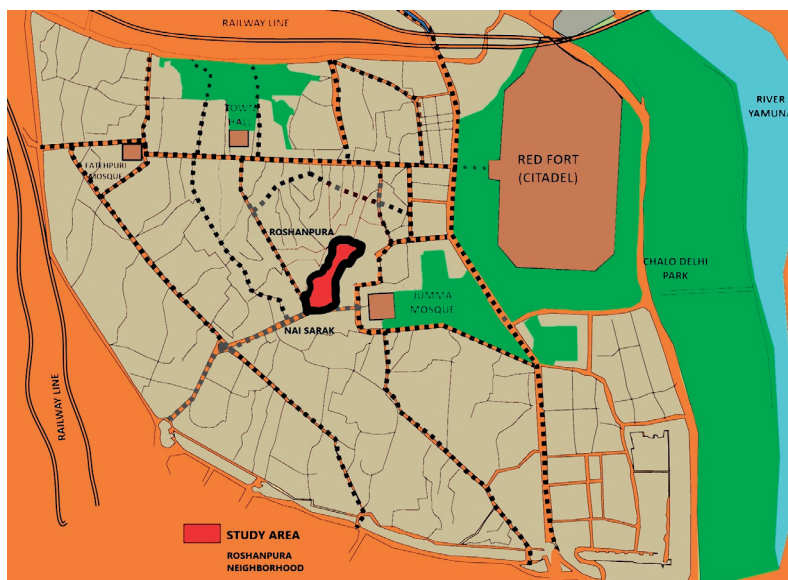 RAILWAY LINE
RIVER
YAMUNA
TOWN
HALL
FATEHPURI
MOSQUE
RED FORT
(CITADEL)
ROSHANPURA
CHALO DELHI
PARK
JUMMA
MOSQUE
NAI SARAK
RAILWAY LINE
STUDY AREA
ROSHANPURA
NEIGHBORHOOD